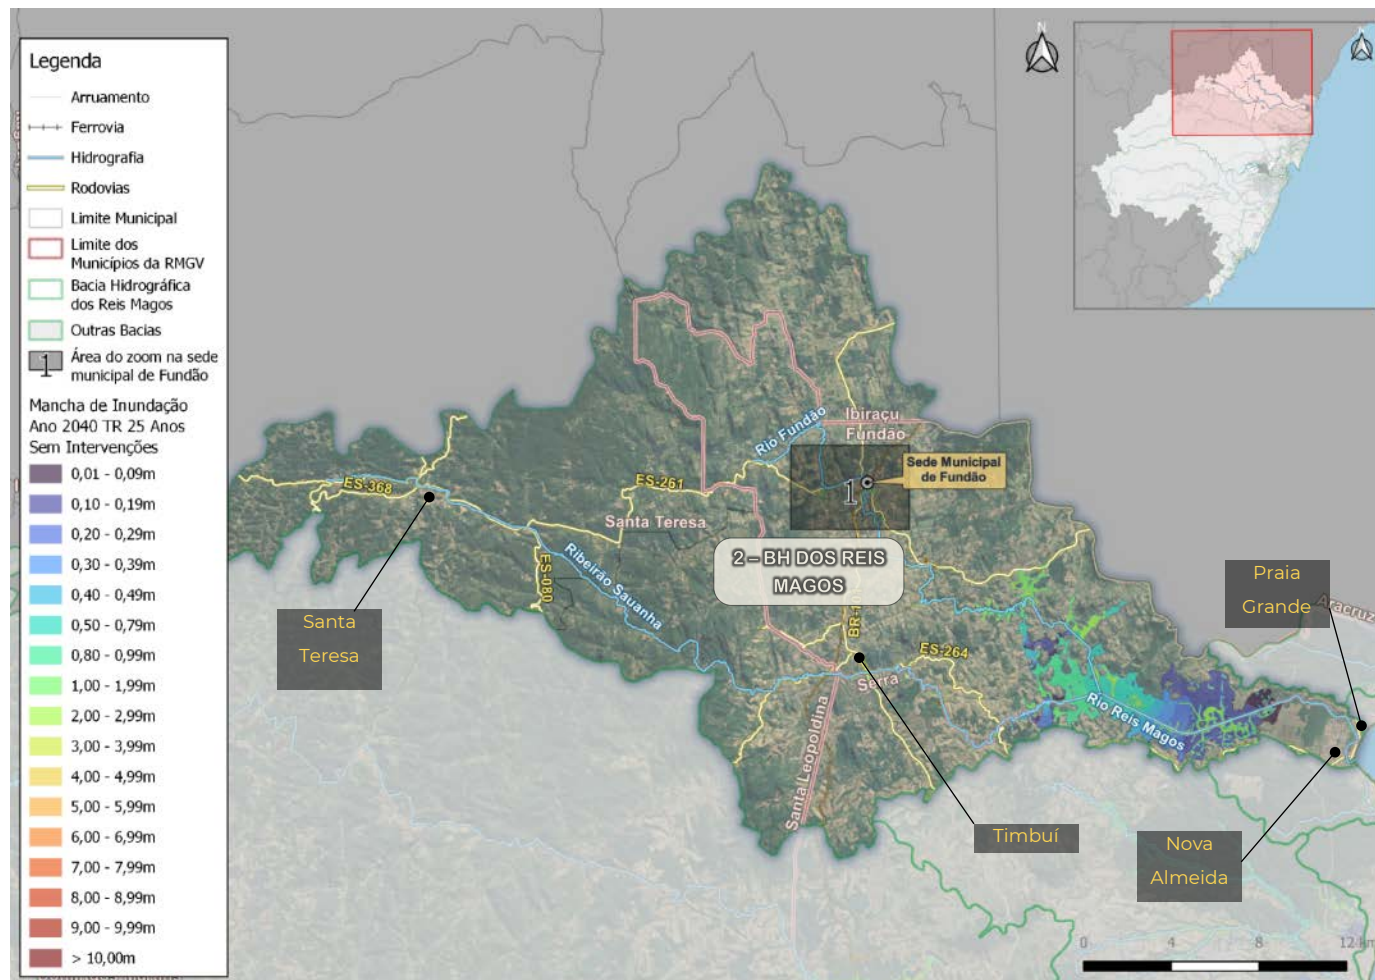 Legenda
Arruamento
Ferrovia
Hidrografia
Rodovias
Limite Municipal
Limite dos
Municípios da RMGV
Bacia Hidrográfica
dos Reis Magos
Outras Bacias
1
Área do zoom na sede
municipal de Fundão
Mancha de Inundação
Ano 2040 TR 25 Anos
Sem Intervenções
0,01 - 0,09m
0,10 - 0,19m
0,20 - 0,29m
0,30 - 0,39m
0,40 - 0,49m
0,50 - 0,79m
0,80 - 0,99m
1,00 - 1,99m
2,00 - 2,99m
3,00 - 3,99m
4,00 - 4,99m
5,00 - 5,99m
6,00 - 6,99m
7,00 - 7,99m
8,00 - 8,99m
9,00 - 9,99m
> 10,00m
N
N
Rio Fundão
Ibiraçu
Fundão
Sede Municipal
de Fundão
1
ES-368
ES-261
Santa Teresa
Ribeirão Sauanha
ES-080
2 – BH DOS REIS
MAGOS
ES-264
Serra
Santa Leopoldina
Rio Reis Magos
Aracruz
Santa
Teresa
Praia
Grande
Timbuí
Nova
Almeida
0 4 8 12 km